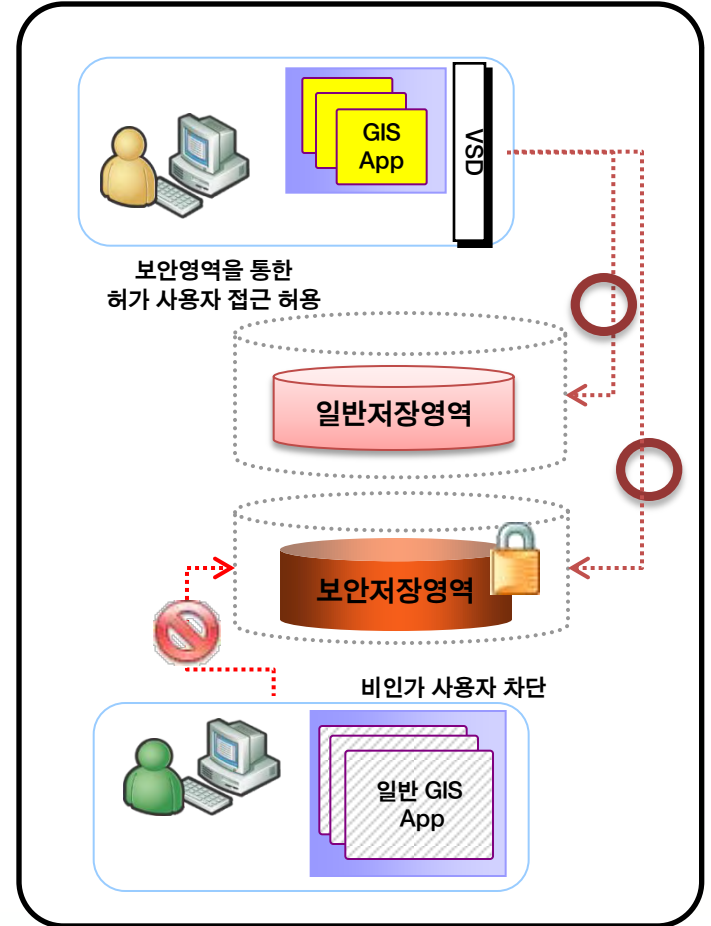 GIS
App
VSD
보안영역을 통한
허가 사용자 접근 허용
일반저장영역
보안저장영역
비인가 사용자 차단
일반 GIS
App